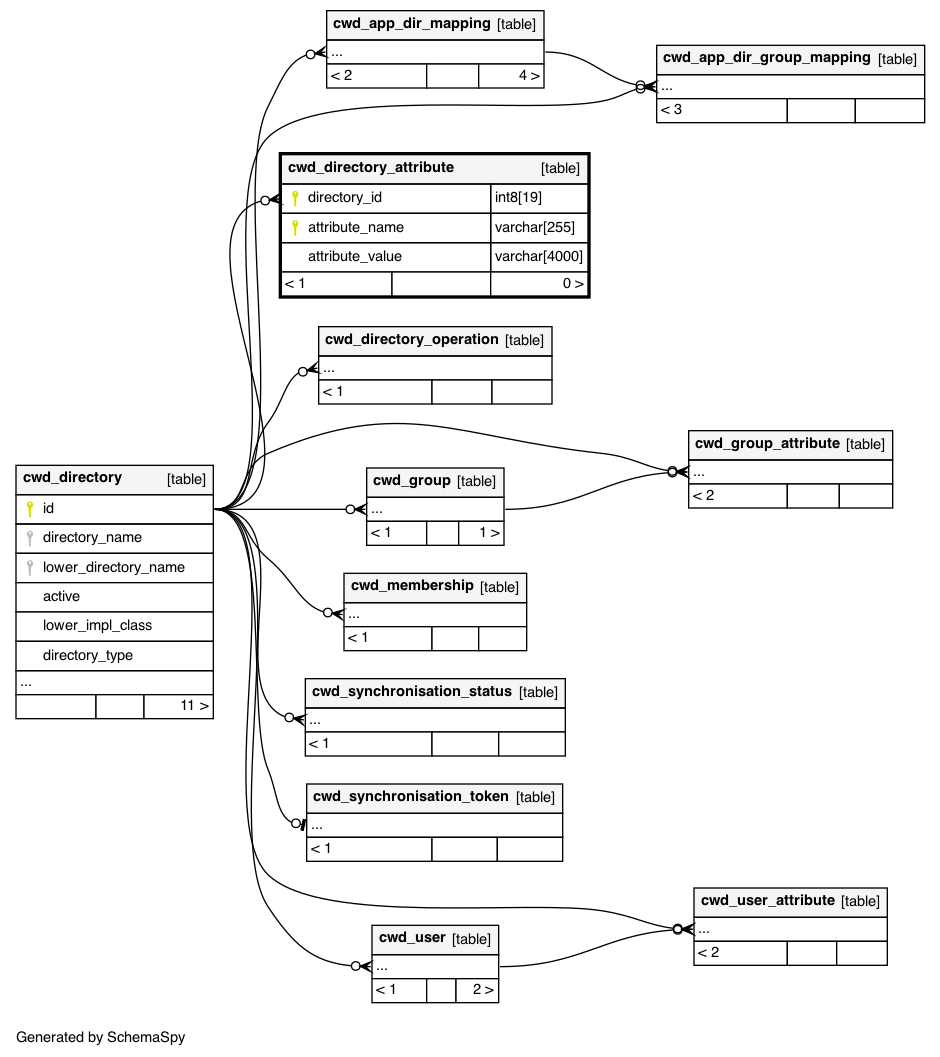 cwd_app_dir_mapping [table]
...
< 2 4 >
cwd_app_dir_group_mapping [table]
...
< 3
cwd_directory_attribute [table]
directory_id int8[19]
attribute_name varchar[255]
attribute_value varchar[4000]
< 1 0 >
cwd_directory_operation [table]
...
< 1
cwd_group_attribute [table]
...
< 2
cwd_directory [table]
id
directory_name
lower_directory_name
active
lower_impl_class
directory_type
...
11 >
cwd_group [table]
...
< 1 1 >
cwd_membership [table]
...
< 1
cwd_synchronisation_status [table]
...
< 1
cwd_synchronisation_token [table]
...
< 1
cwd_user_attribute [table]
...
< 2
cwd_user [table]
...
< 1 2 >
Generated by SchemaSpy